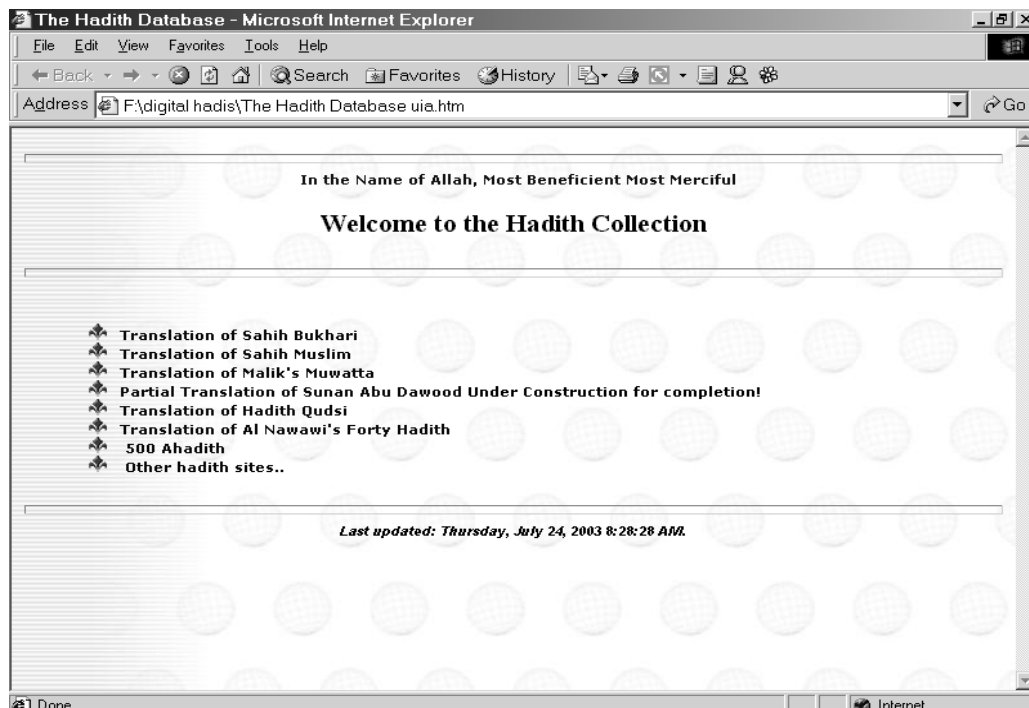 The Hadith Database - Microsoft Internet Explorer
File Edit View Favorites Tools Help
Back Search Favorites History
Address F:\digital hadis\The Hadith Database uia.htm Go
In the Name of Allah, Most Beneficient Most Merciful
Welcome to the Hadith Collection
Translation of Sahih Bukhari
Translation of Sahih Muslim
Translation of Malik's Muwatta
Partial Translation of Sunan Abu Dawood Under Construction for completion!
Translation of Hadith Qudsi
Translation of Al Nawawi's Forty Hadith
500 Ahadith
Other hadith sites..
Last updated: Thursday, July 24, 2003 8:28:28 AM.
Done Internet